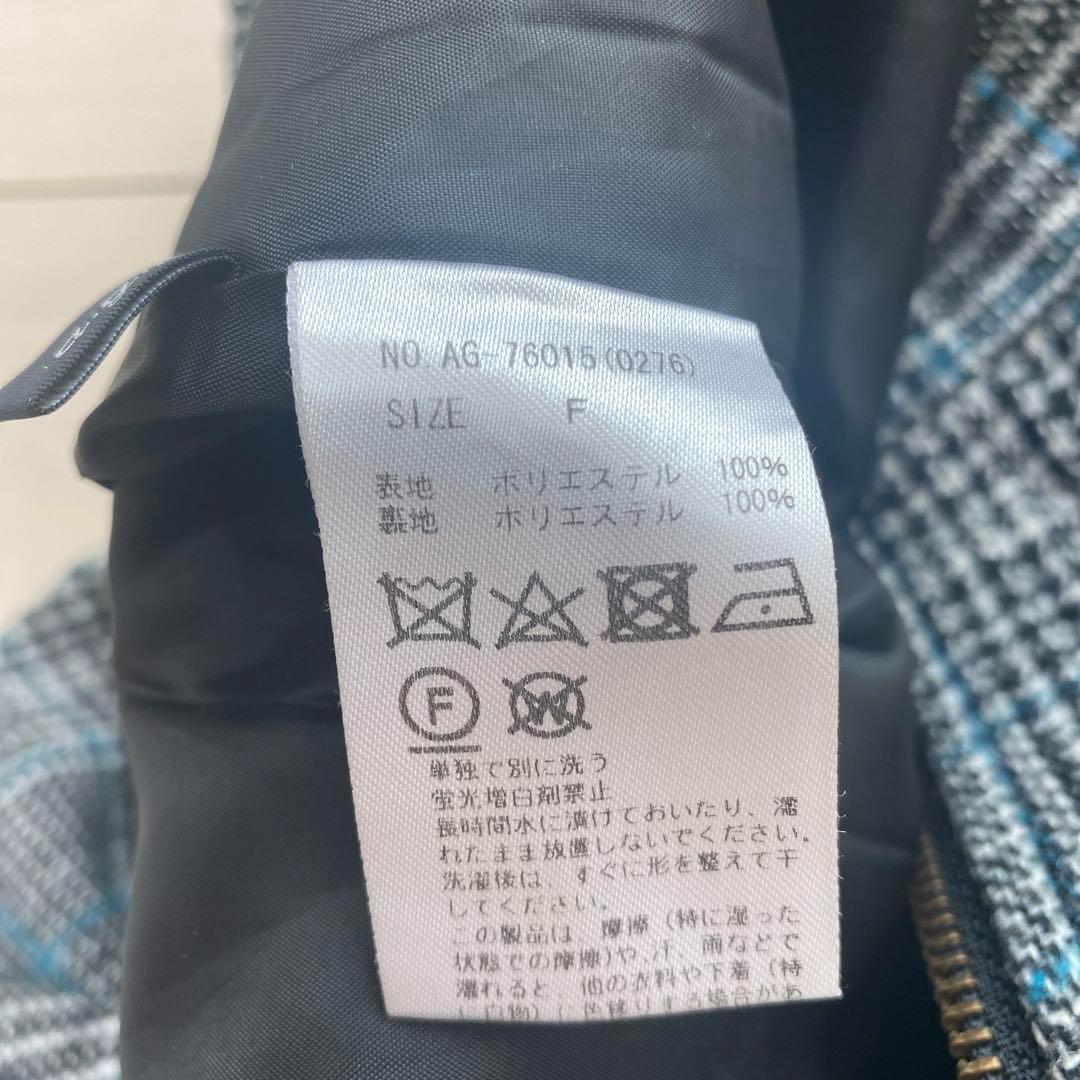 NO.AG-76015(0276)
SIZE F
表地 ポリエステル 100%
裏地 ポリエステル 100%
F W
単独で別に洗う
蛍光増白剤禁止
長時間水に漬けておいたり、濡
れたまま放置しないでください。
洗濯後は、すぐに形を整えて干
してください。
この製品は 摩擦(特に湿った
状態での摩擦)や、汗、雨などで
濡れると 他の衣料や下着(特